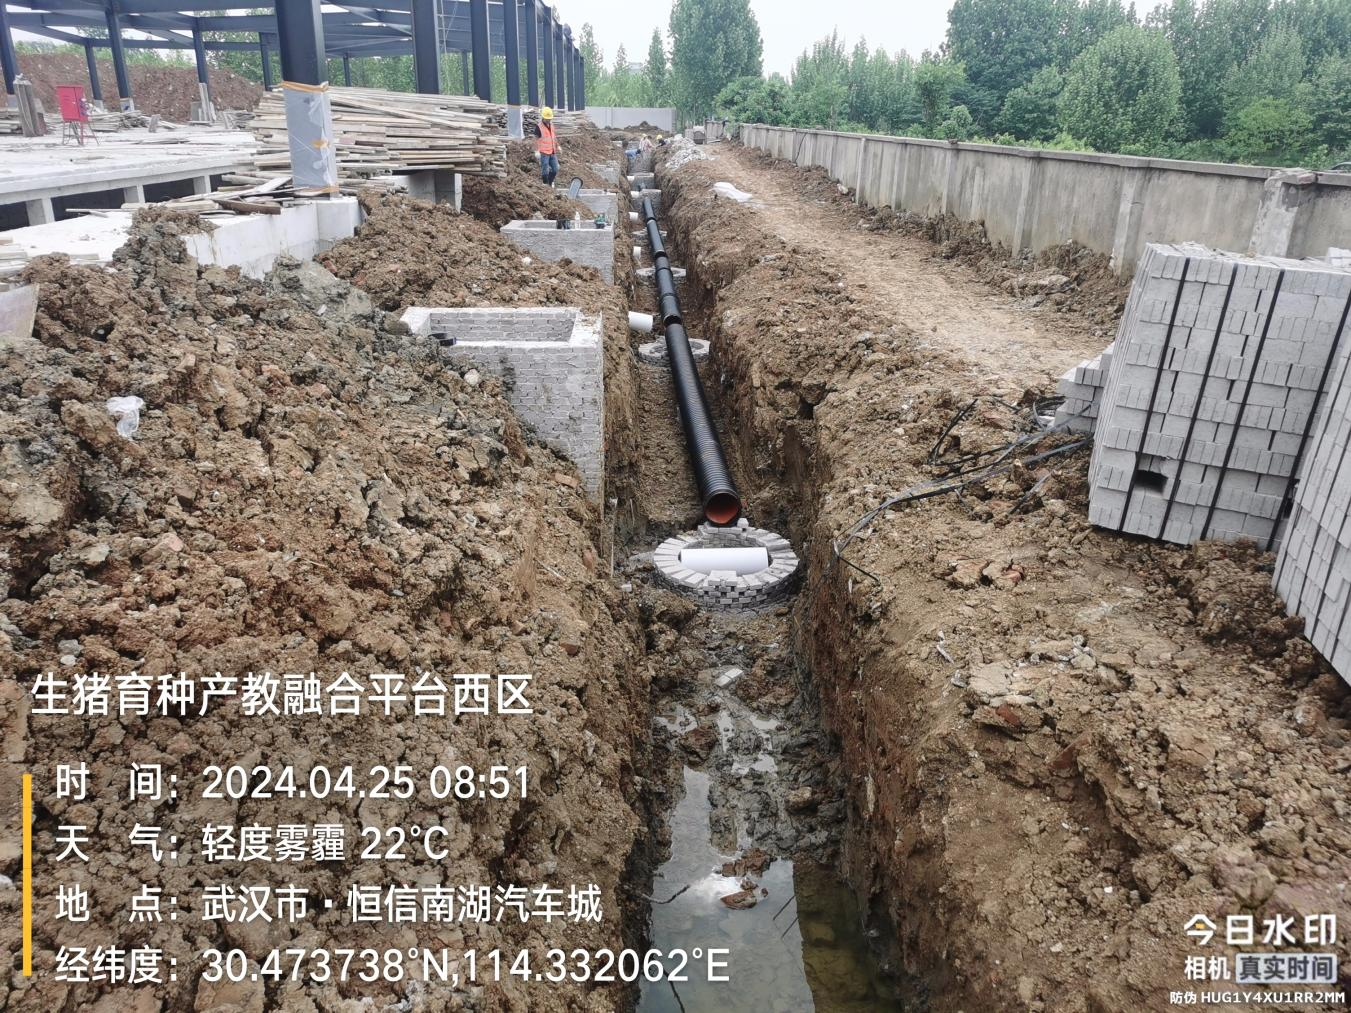 生猪育种产教融合平台西区
时 间：2024.04.25 08:51
天 气：轻度雾霾 22°C
地 点：武汉市·恒信南湖汽车城
经纬度：30.473738°N,114.332062°E
今日水印
相机 真实时间
防伪 HUG1Y4XU1RR2MM